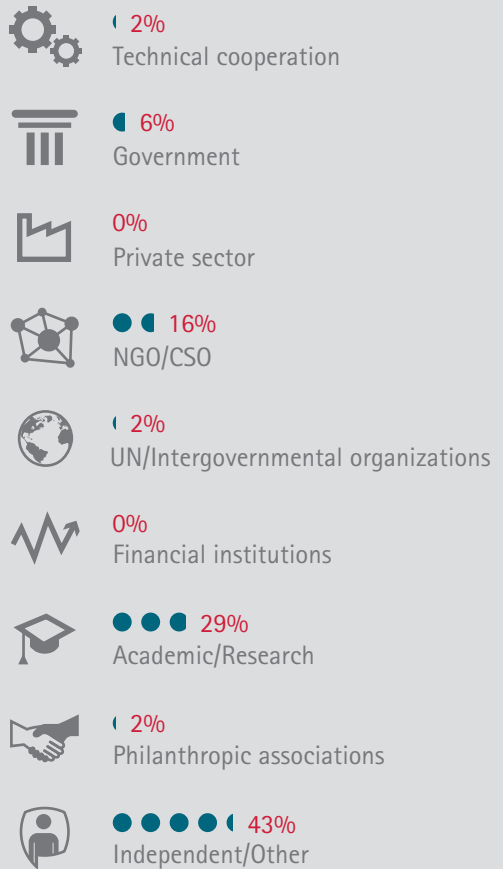 2%
Technical cooperation
6%
Government
0%
Private sector
16%
NGO/CSO
2%
UN/Intergovernmental organizations
0%
Financial institutions
29%
Academic/Research
2%
Philanthropic associations
43%
Independent/Other